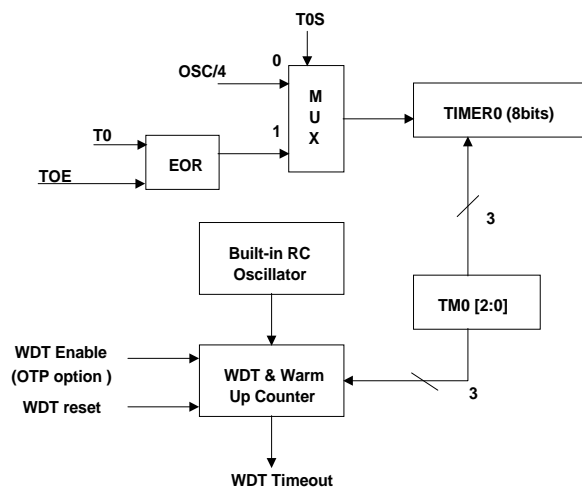 T0S
0
OSC/4
M
U
X
1
TIMER0 (8bits)
T0
TOE
EOR
3
Built-in RC
Oscillator
TM0 [2:0]
WDT Enable
(OTP option )
WDT & Warm
Up Counter
WDT reset
3
WDT Timeout